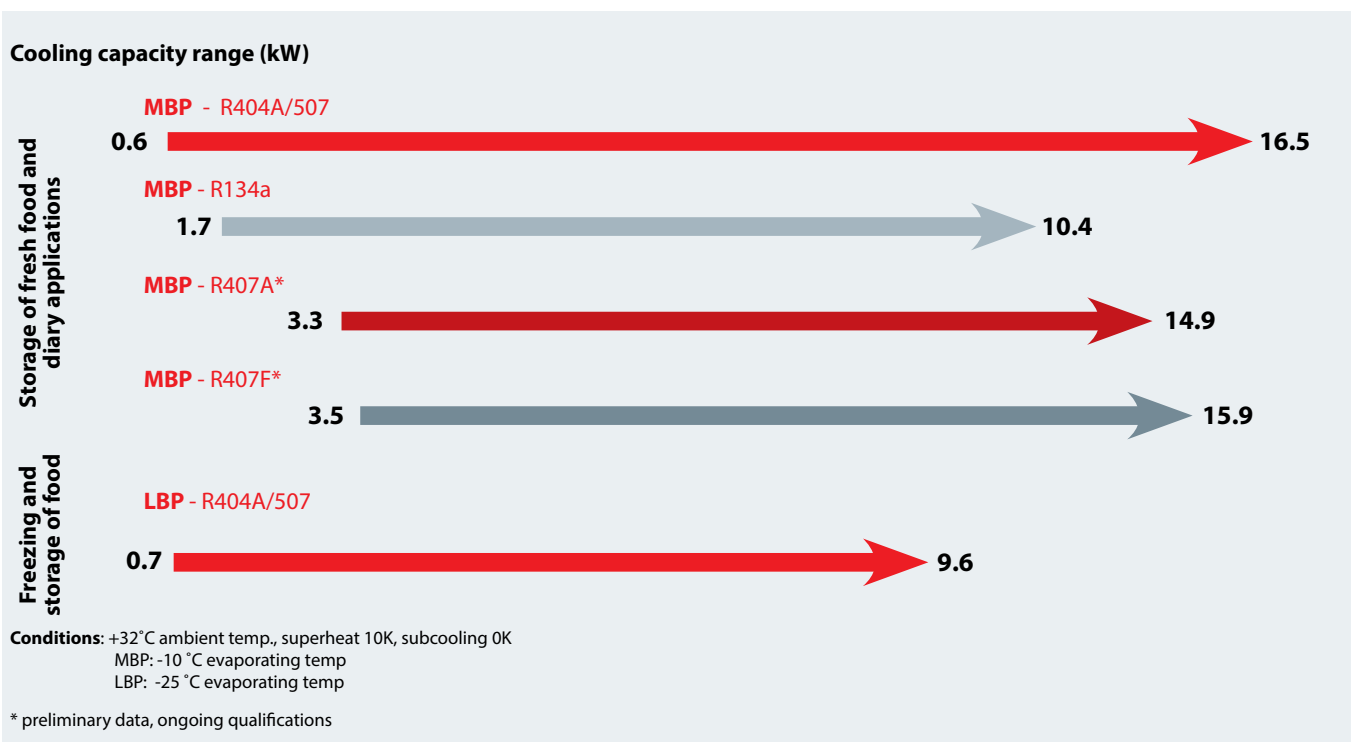 Cooling capacity range (kW)
Storage of fresh food and
diary applications
MBP - R404A/507
0.6
16.5
MBP - R134a
1.7
10.4
MBP - R407A*
3.3
14.9
MBP - R407F*
3.5
15.9
Freezing and
storage of food
LBP - R404A/507
0.7
9.6
Conditions: +32˚C ambient temp., superheat 10K, subcooling 0K
MBP: -10 ˚C evaporating temp
LBP: -25 ˚C evaporating temp
* preliminary data, ongoing qualifications